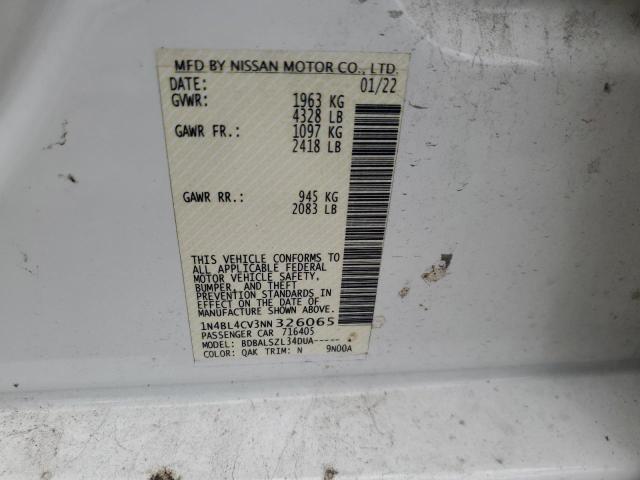 MFD BY NISSAN MOTOR CO., LTD.
DATE: 01/22
GVWR: 1963 KG
4328 LB
GAWR FR.: 1097 KG
2418 LB
GAWR RR.: 945 KG
2083 LB
THIS VEHICLE CONFORMS TO
ALL APPLICABLE FEDERAL
MOTOR VEHICLE SAFETY,
BUMPER, AND THEFT
PREVENTION STANDARDS
IN EFFECT ON THE DATE OF
MANUFACTURE SHOWN ABOVE.
1N4BL4CV3NN326065
PASSENGER CAR 716405
MODEL: BDBALSZL34DUA-----
COLOR: QAK TRIM: N 9N00A